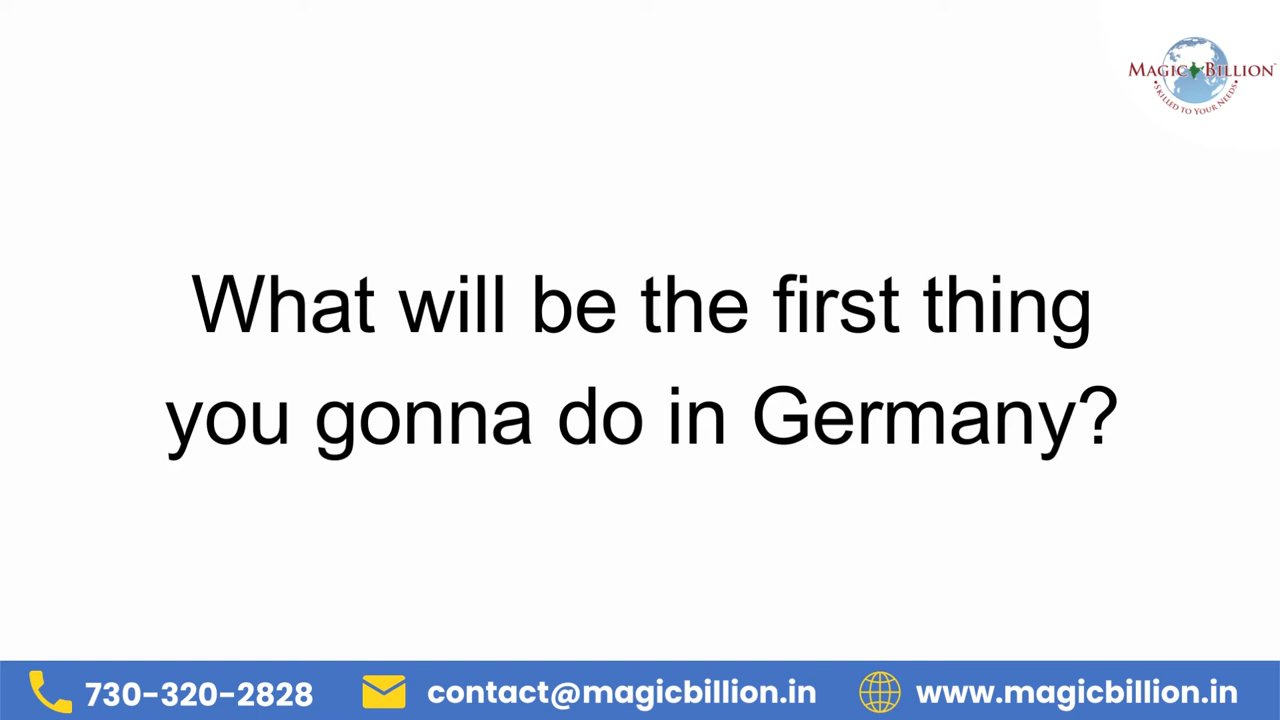 MAGIC BILLION
•SKILLED TO YOUR NEEDS•
What will be the first thing
you gonna do in Germany?
730-320-2828 contact@magicbillion.in www.magicbillion.in